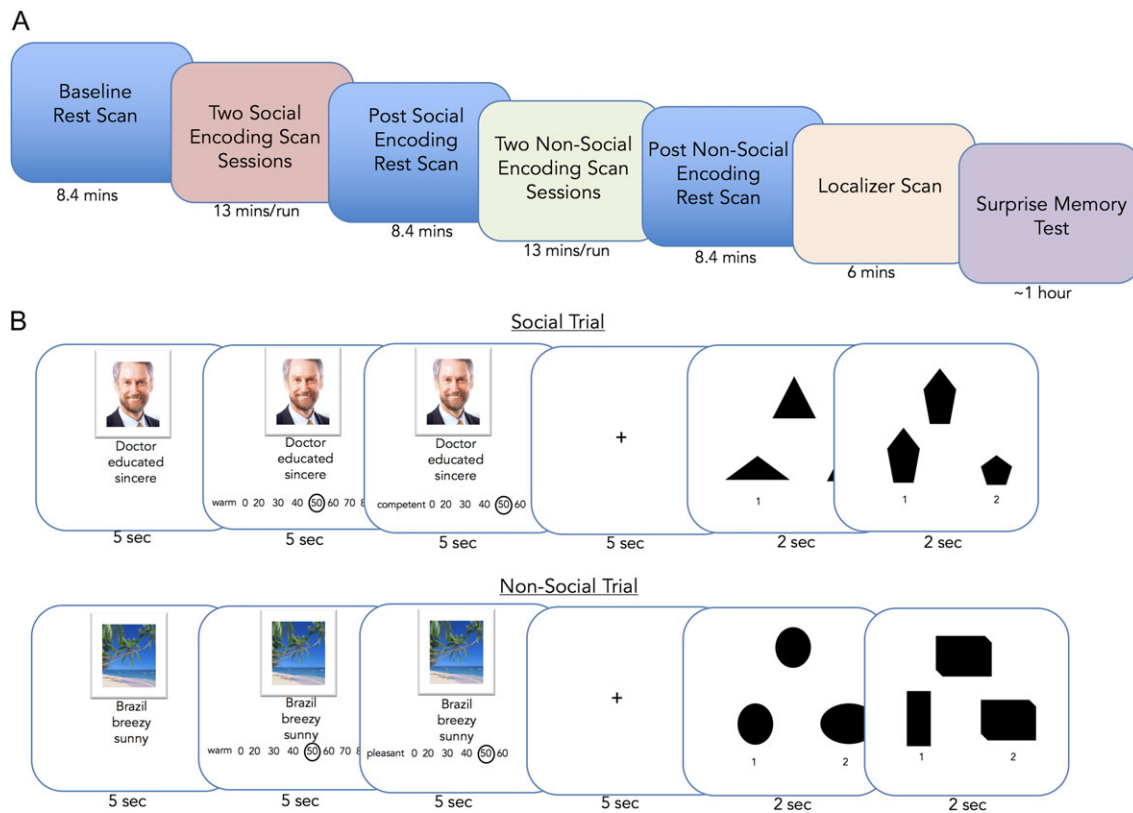 A
Baseline
Rest Scan
8.4 mins
Two Social
Encoding Scan
Sessions
13 mins/run
Post Social
Encoding
Rest Scan
8.4 mins
Two Non-Social
Encoding Scan
Sessions
13 mins/run
Post Non-Social
Encoding
Rest Scan
8.4 mins
Localizer Scan
6 mins
Surprise Memory
Test
~1 hour
B
Social Trial
Doctor
educated
sincere
5 sec
Doctor
educated
sincere
warm 0 20 30 40 50 60 70 8
5 sec
Doctor
educated
sincere
competent 0 20 30 40 50 60
5 sec
+
5 sec
1
2 sec
1 2
2 sec
Non-Social Trial
Brazil
breezy
sunny
5 sec
Brazil
breezy
sunny
warm 0 20 30 40 50 60 70 8
5 sec
Brazil
breezy
sunny
pleasant 0 20 30 40 50 60
5 sec
+
5 sec
1 2
2 sec
1 2
2 sec